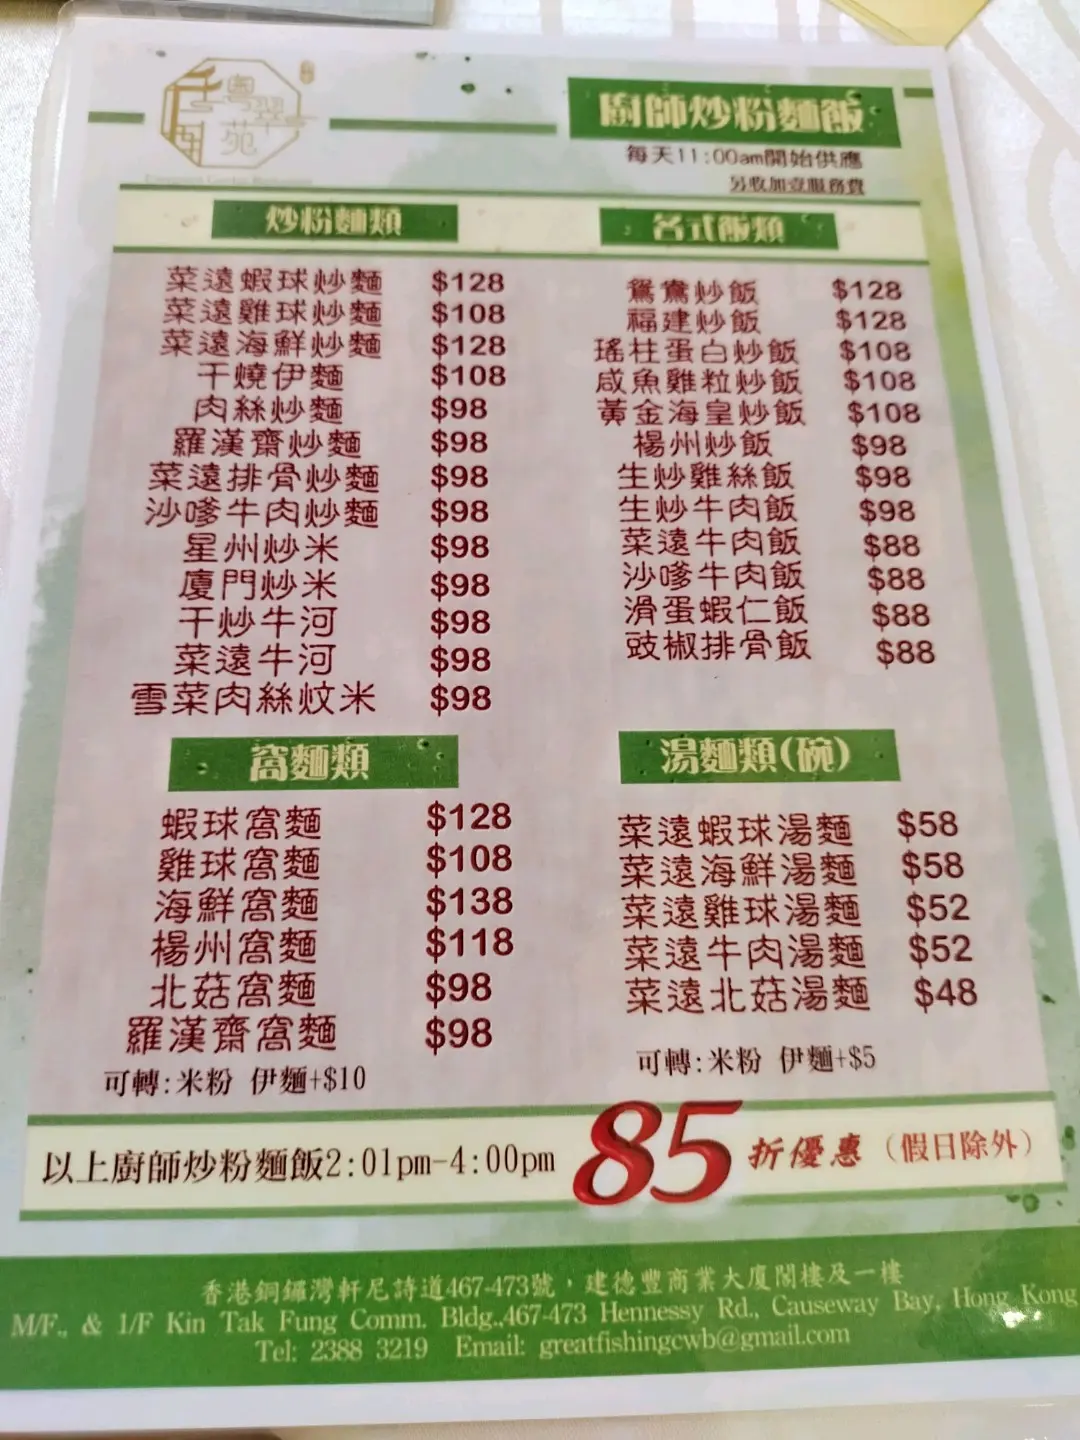 粵翠苑
廚師炒粉麵飯
每天11:00am開始供應
另收加壹服務費
炒粉麵類
菜遠蝦球炒麵 $128
菜遠雞球炒麵 $108
菜遠海鮮炒麵 $128
干燒伊麵 $108
肉絲炒麵 $98
羅漢齋炒麵 $98
菜遠排骨炒麵 $98
沙嗲牛肉炒麵 $98
星州炒米 $98
廈門炒米 $98
干炒牛河 $98
菜遠牛河 $98
雪菜肉絲炆米 $98
各式飯類
鴛鴦炒飯 $128
福建炒飯 $128
瑤柱蛋白炒飯 $108
咸魚雞粒炒飯 $108
黃金海皇炒飯 $108
楊州炒飯 $98
生炒雞絲飯 $98
生炒牛肉飯 $98
菜遠牛肉飯 $88
沙嗲牛肉飯 $88
滑蛋蝦仁飯 $88
豉椒排骨飯 $88
窩麵類
蝦球窩麵 $128
雞球窩麵 $108
海鮮窩麵 $138
楊州窩麵 $118
北菇窩麵 $98
羅漢齋窩麵 $98
可轉:米粉 伊麵+$10
湯麵類(碗)
菜遠蝦球湯麵 $58
菜遠海鮮湯麵 $58
菜遠雞球湯麵 $52
菜遠牛肉湯麵 $52
菜遠北菇湯麵 $48
可轉:米粉 伊麵+$5
以上廚師炒粉麵飯2:01pm-4:00pm 85折優惠（假日除外）
香港銅鑼灣軒尼詩道467-473號，建德豐商業大廈閣樓及一樓
M/F., & 1/F Kin Tak Fung Comm. Bldg.,467-473 Hennessy Rd., Causeway Bay, Hong Kong
Tel: 2388 3219 Email: greatfishingcwb@gmail.com